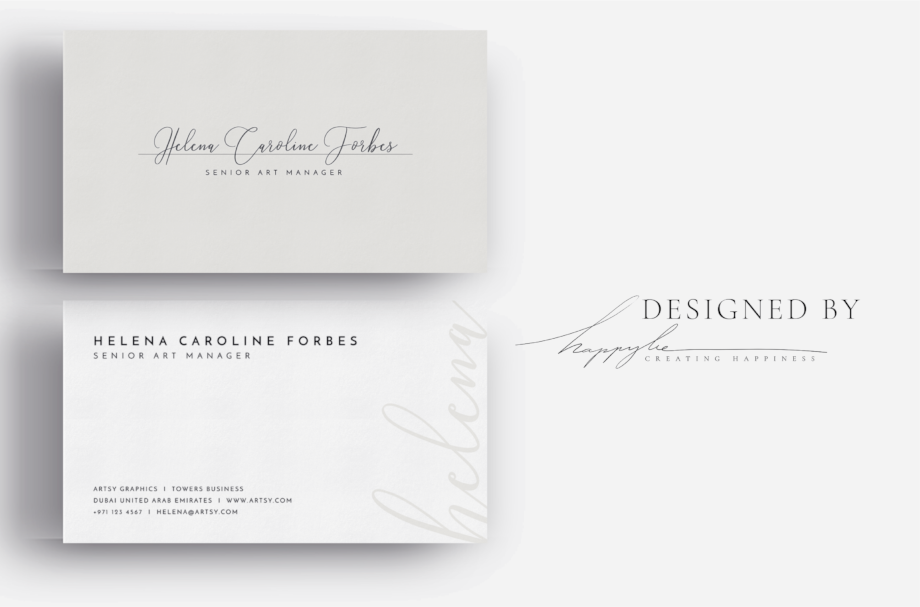 Helena Caroline Forbes
SENIOR ART MANAGER
HELENA CAROLINE FORBES
SENIOR ART MANAGER
helena
ARTSY GRAPHICS I TOWERS BUSINESS
DUBAI UNITED ARAB EMIRATES I WWW.ARTSY.COM
+971 123 4567 I HELENA@ARTSY.COM
DESIGNED BY
happylie
CREATING HAPPINESS